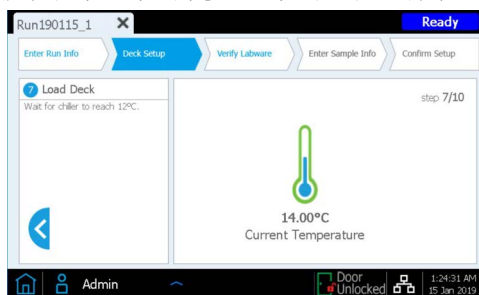 Run190115_1
Ready
Enter Run Info
Deck Setup
Verify Labware
Enter Sample Info
Confirm Setup
7 Load Deck
Wait for chiller to reach 12ºC.
step 7/10
14.00°C
Current Temperature
Admin
Door
Unlocked
1:24:31 AM
15 Jan 2019